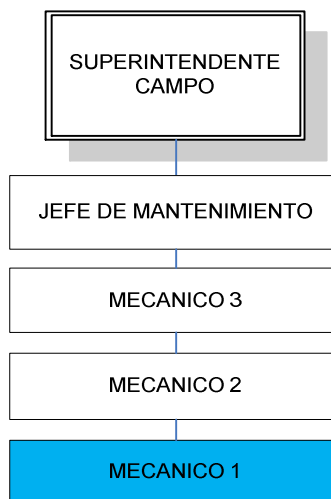 SUPERINTENDENTE
CAMPO
JEFE DE MANTENIMIENTO
MECANICO 3
MECANICO 2
MECANICO 1